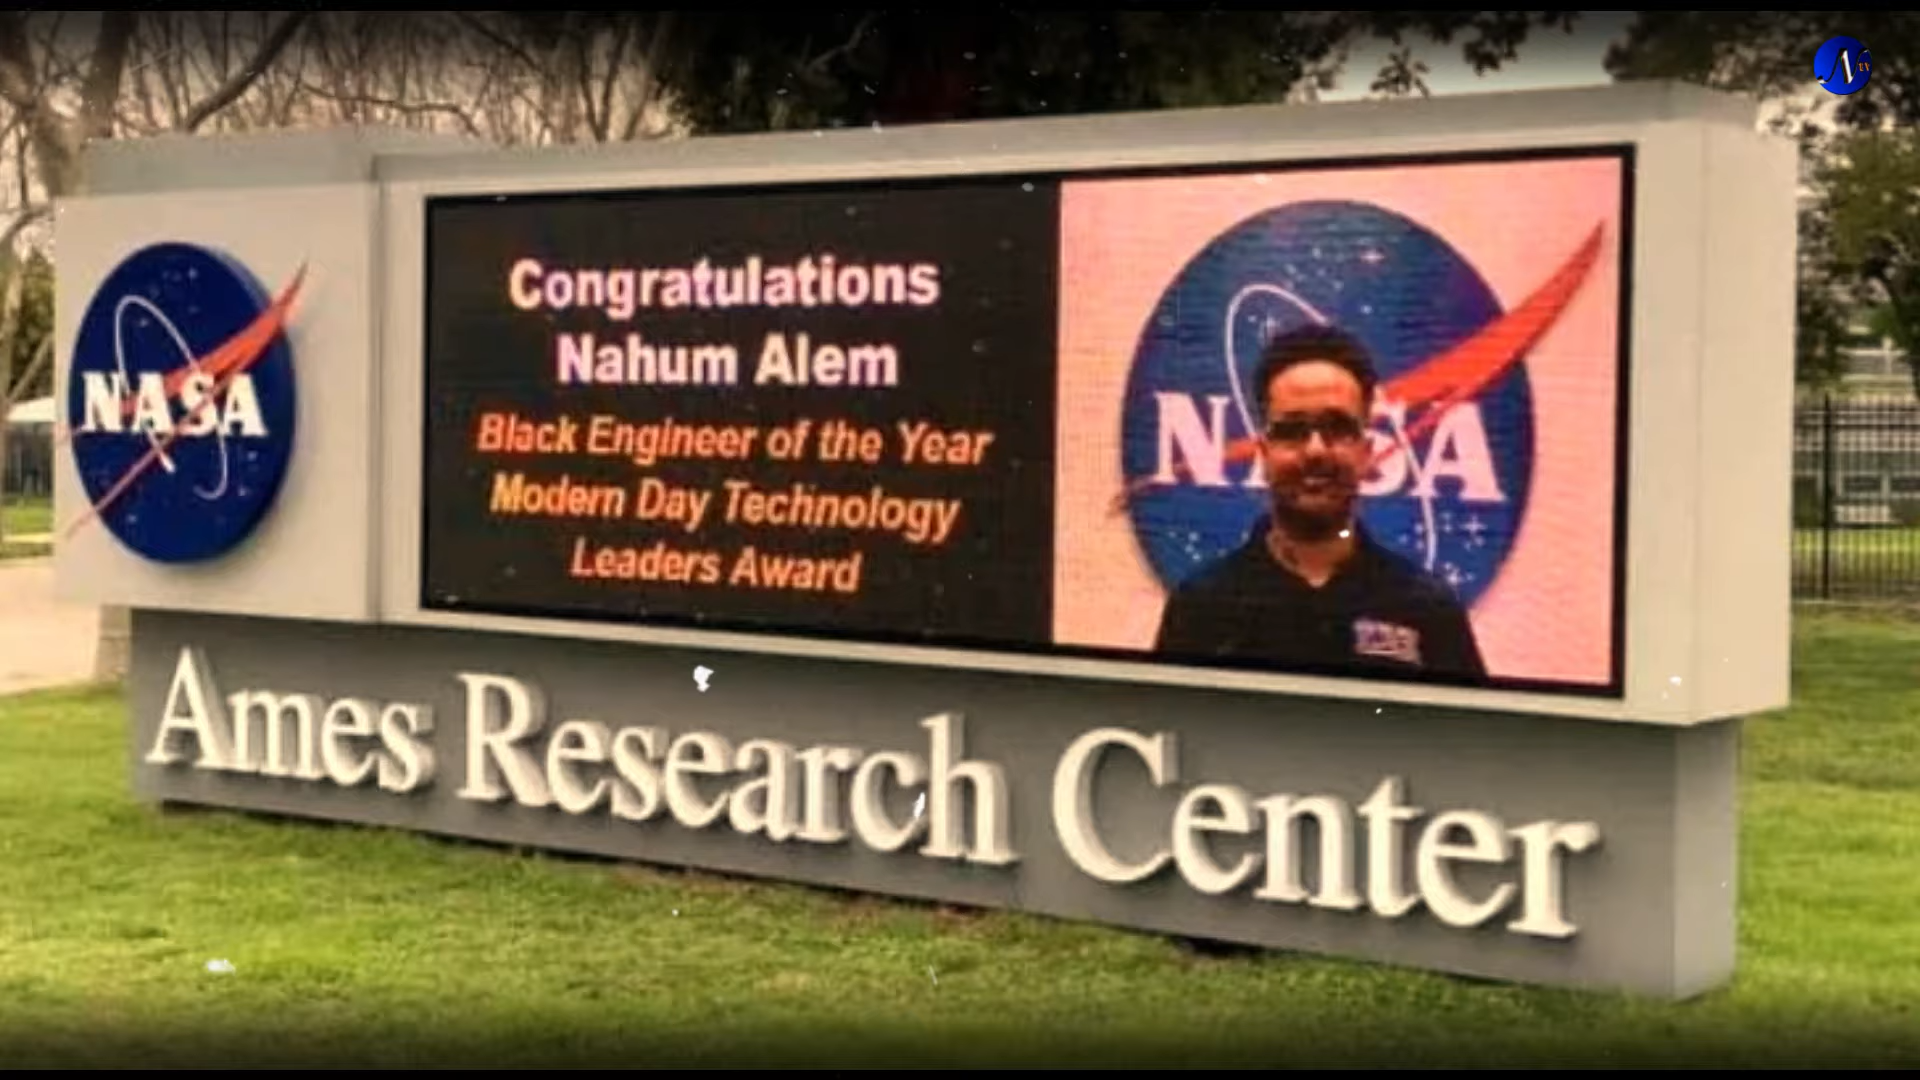 NASA
Congratulations
Nahum Alem
Black Engineer of the Year
Modern Day Technology
Leaders Award
NASA
Ames Research Center